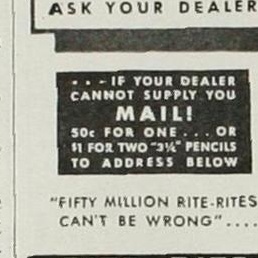 ASK YOUR DEALER
- - - IF YOUR DEALER
CANNOT SUPPLY YOU
MAIL!
50c FOR ONE . . . OR
$1 FOR TWO "3¼" PENCILS
TO ADDRESS BELOW
"FIFTY MILLION RITE-RITES
CAN'T BE WRONG" . . . .